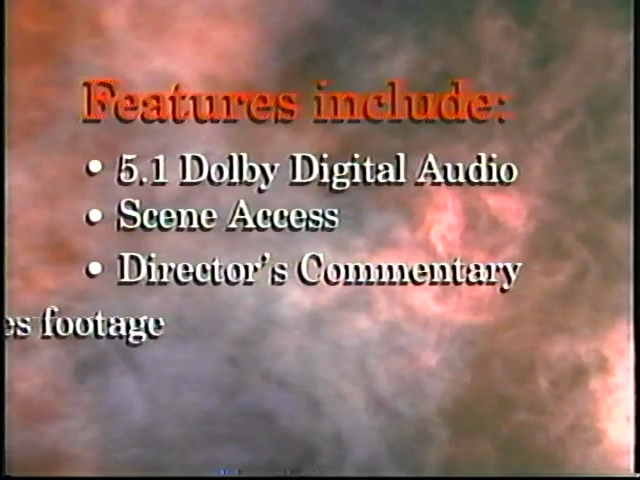 Features include:
• 5.1 Dolby Digital Audio
• Scene Access
• Director's Commentary
es footage